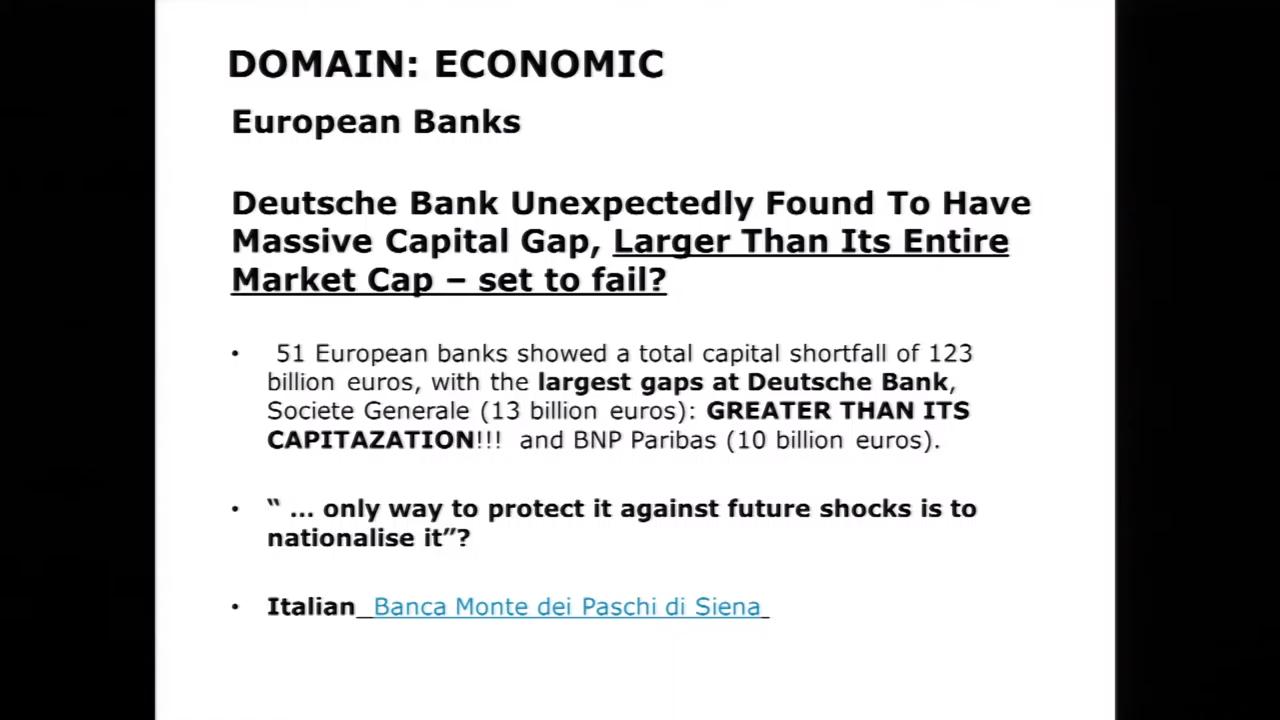 DOMAIN: ECONOMIC
European Banks
Deutsche Bank Unexpectedly Found To Have
Massive Capital Gap, Larger Than Its Entire
Market Cap – set to fail?
• 51 European banks showed a total capital shortfall of 123
billion euros, with the largest gaps at Deutsche Bank,
Societe Generale (13 billion euros): GREATER THAN ITS
CAPITAZATION!!! and BNP Paribas (10 billion euros).
• “ … only way to protect it against future shocks is to
nationalise it”?
• Italian Banca Monte dei Paschi di Siena